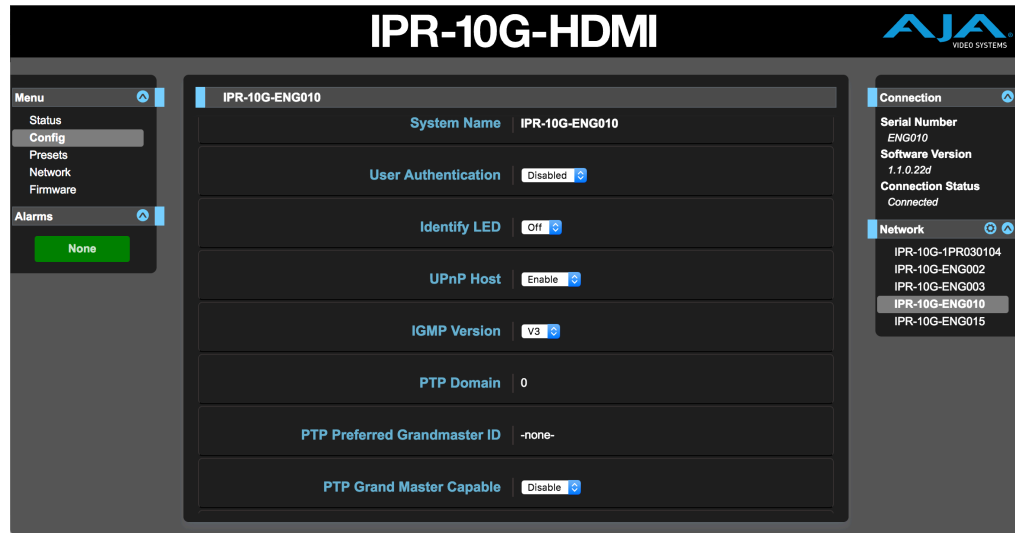 IPR-10G-HDMI
AJA
VIDEO SYSTEMS
Menu
Status
Config
Presets
Network
Firmware
Alarms
None
IPR-10G-ENG010
System Name IPR-10G-ENG010
User Authentication Disabled
Identify LED Off
UPnP Host Enable
IGMP Version V3
PTP Domain 0
PTP Preferred Grandmaster ID -none-
PTP Grand Master Capable Disable
Connection
Serial Number
ENG010
Software Version
1.1.0.22d
Connection Status
Connected
Network
IPR-10G-1PR030104
IPR-10G-ENG002
IPR-10G-ENG003
IPR-10G-ENG010
IPR-10G-ENG015